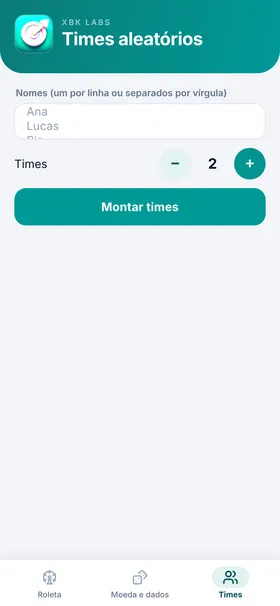 XBK LABS
Times aleatórios
Nomes (um por linha ou separados por vírgula)
Ana
Lucas
Times
−
2
+
Montar times
Roleta
Moeda e dados
Times